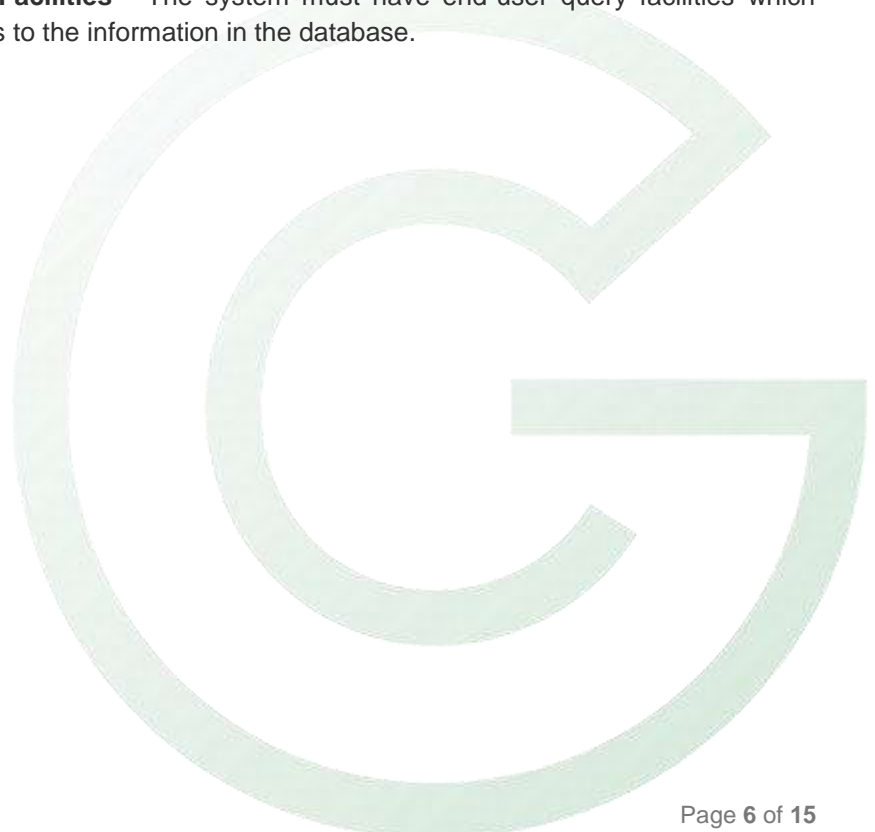 Facilities – The system must have end-user query facilities which
s to the information in the database.
Page 6 of 15